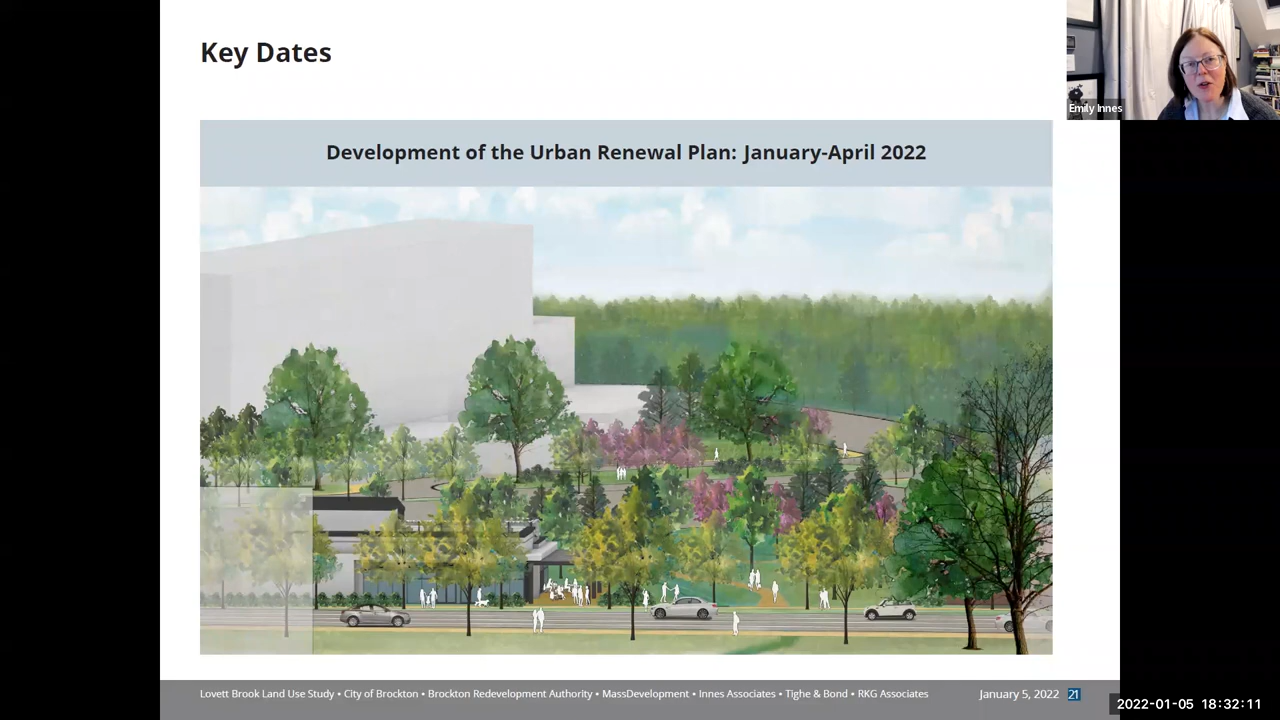 Key Dates
Emily Innes
Development of the Urban Renewal Plan: January-April 2022
Lovett Brook Land Use Study • City of Brockton • Brockton Redevelopment Authority • MassDevelopment • Innes Associates • Tighe & Bond • RKG Associates
January 5, 2022 21
2022-01-05 18:32:11